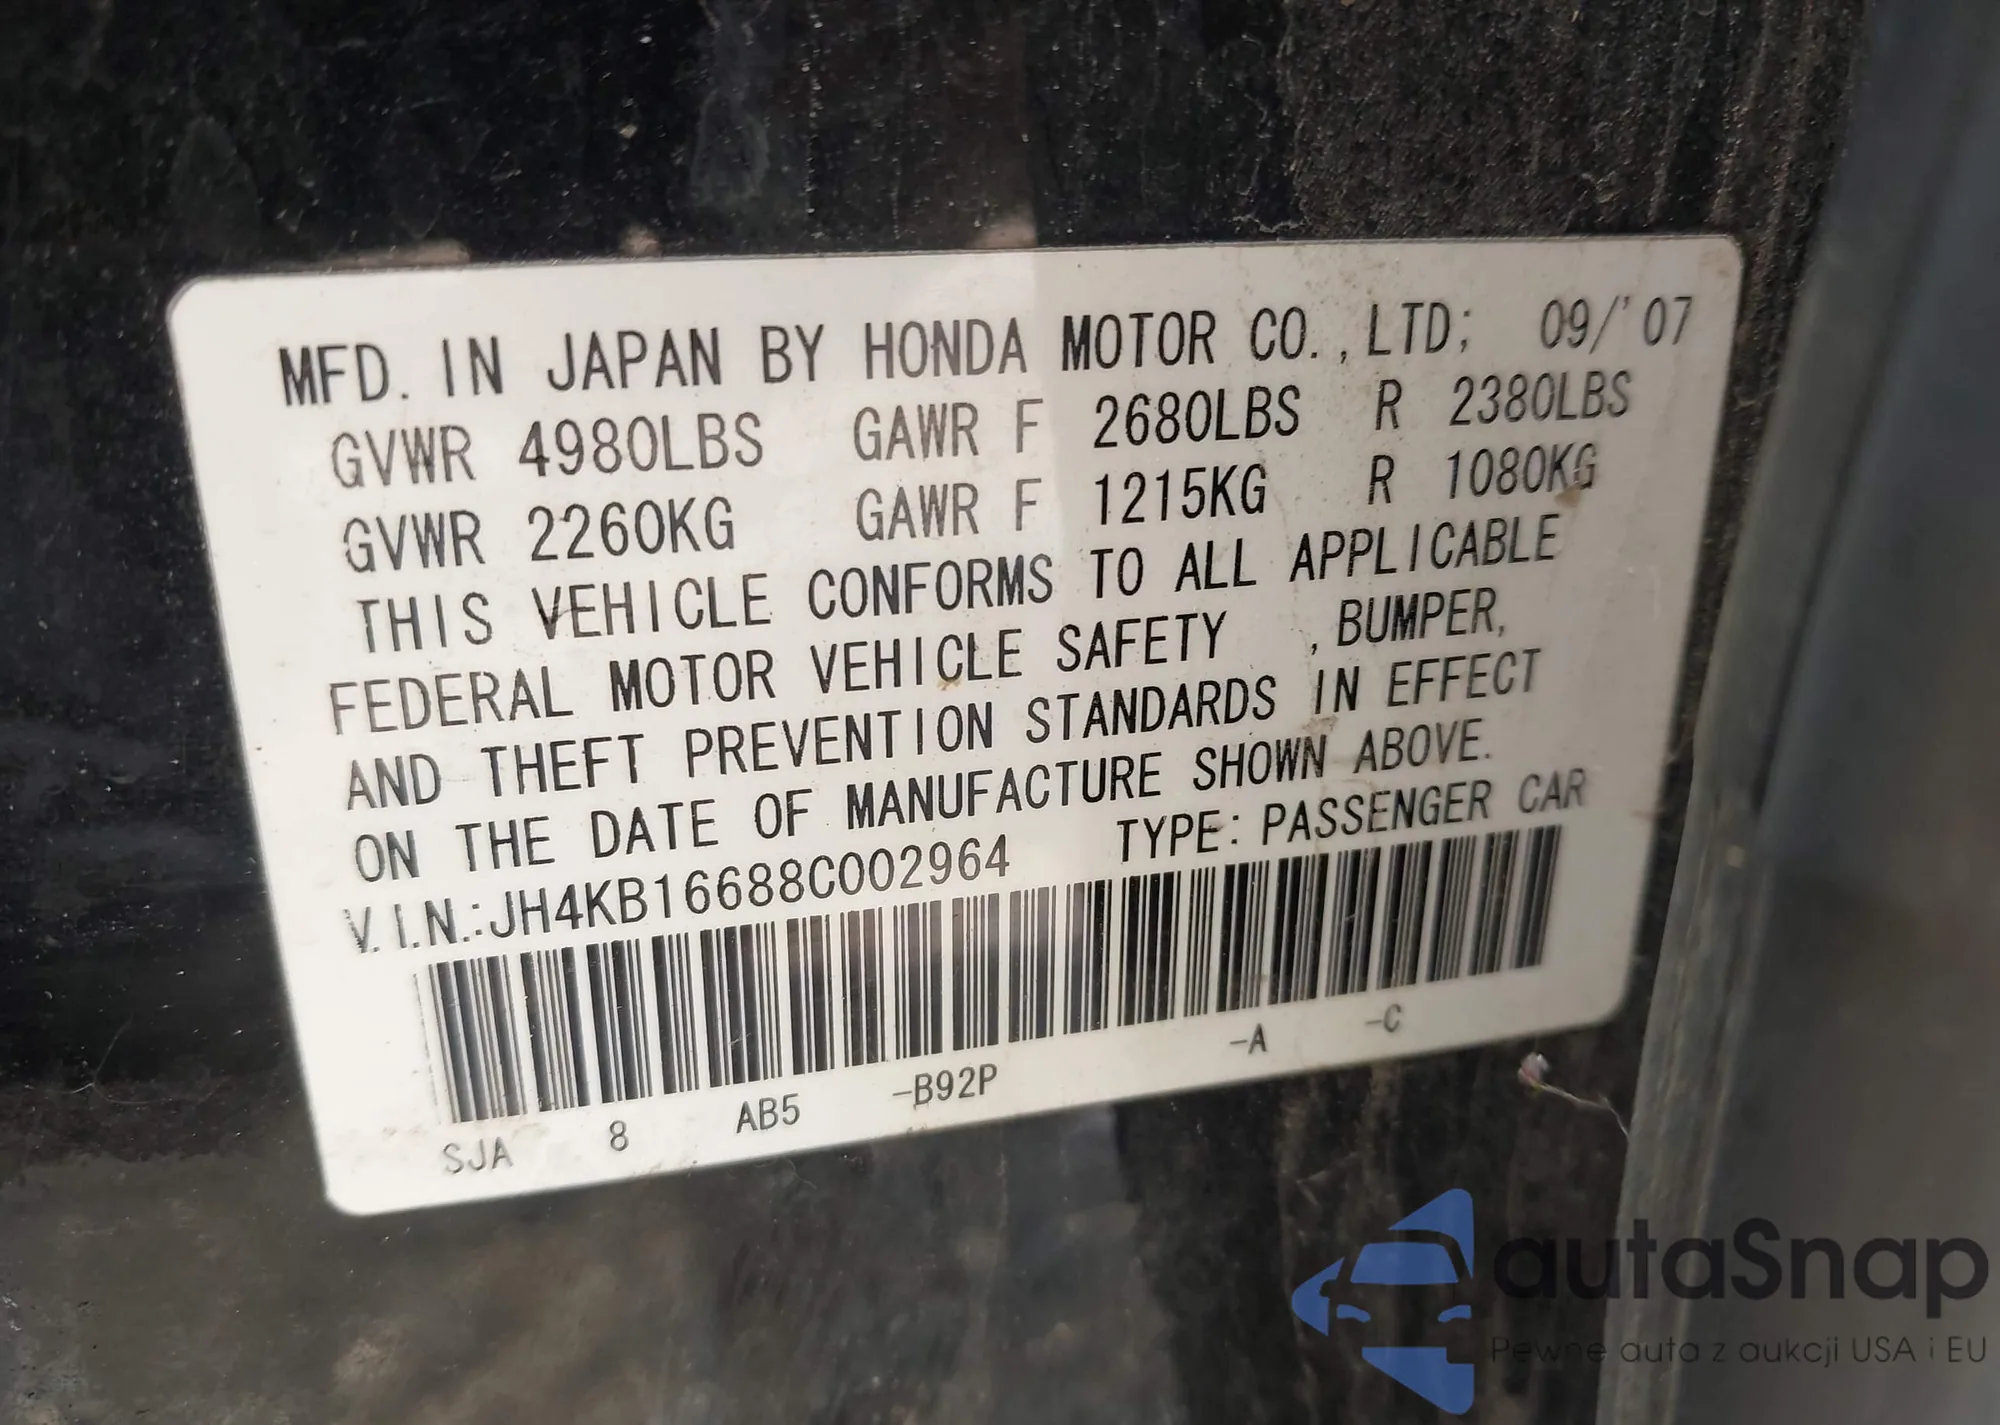 MFD. IN JAPAN BY HONDA MOTOR CO.,LTD; 09/'07
GVWR 4980LBS GAWR F 2680LBS R 2380LBS
GVWR 2260KG GAWR F 1215KG R 1080KG
THIS VEHICLE CONFORMS TO ALL APPLICABLE
FEDERAL MOTOR VEHICLE SAFETY , BUMPER,
AND THEFT PREVENTION STANDARDS IN EFFECT
ON THE DATE OF MANUFACTURE SHOWN ABOVE.
V.I.N.:JH4KB16688C002964 TYPE: PASSENGER CAR
SJA 8 AB5 -B92P -A -C
autaSnap
Pewne auta z aukcji USA i EU